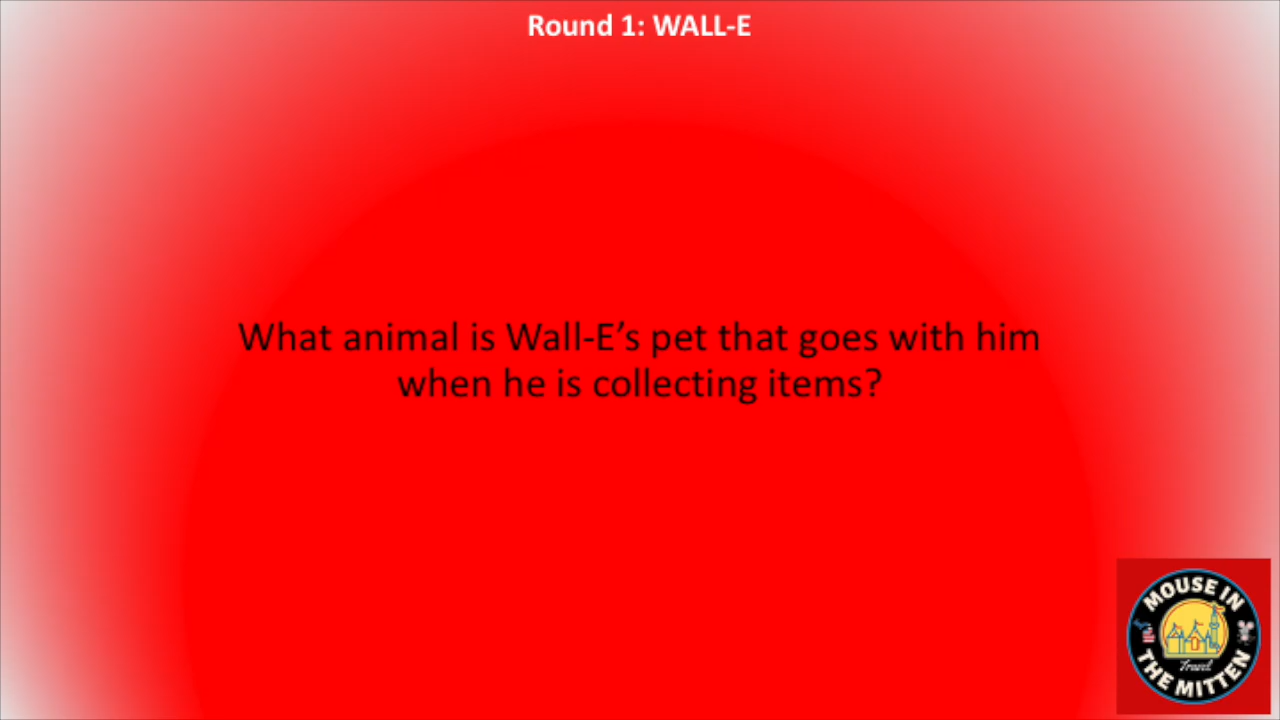 Round 1: WALL-E
What animal is Wall-E’s pet that goes with him
when he is collecting items?
MOUSE IN
Travel
THE MITTEN